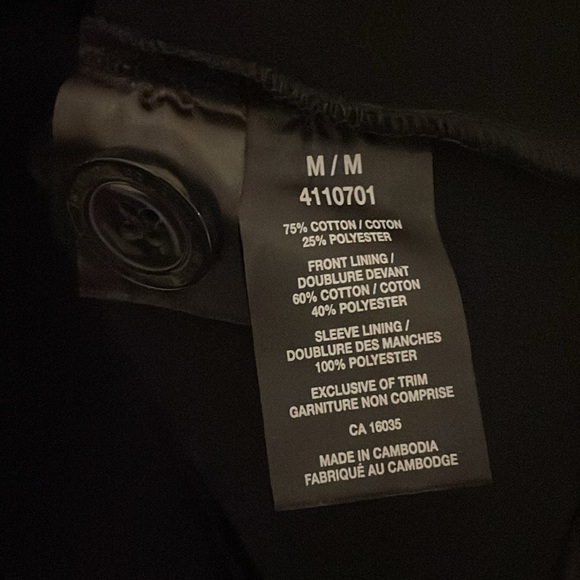 M / M
4110701
75% COTTON / COTON
25% POLYESTER
FRONT LINING /
DOUBLURE DEVANT
60% COTTON / COTON
40% POLYESTER
SLEEVE LINING /
DOUBLURE DES MANCHES
100% POLYESTER
EXCLUSIVE OF TRIM
GARNITURE NON COMPRISE
CA 16035
MADE IN CAMBODIA
FABRIQUÉ AU CAMBODGE